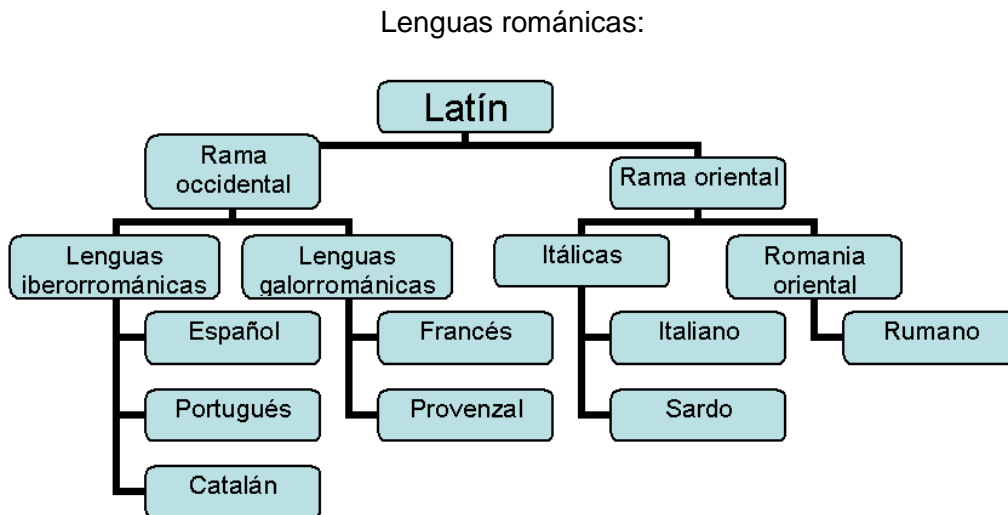 Lenguas románicas:
Latín
Rama
occidental
Rama oriental
Lenguas
iberorrománicas
Lenguas
galorrománicas
Itálicas
Romania
oriental
Español
Francés
Italiano
Rumano
Portugués
Provenzal
Sardo
Catalán